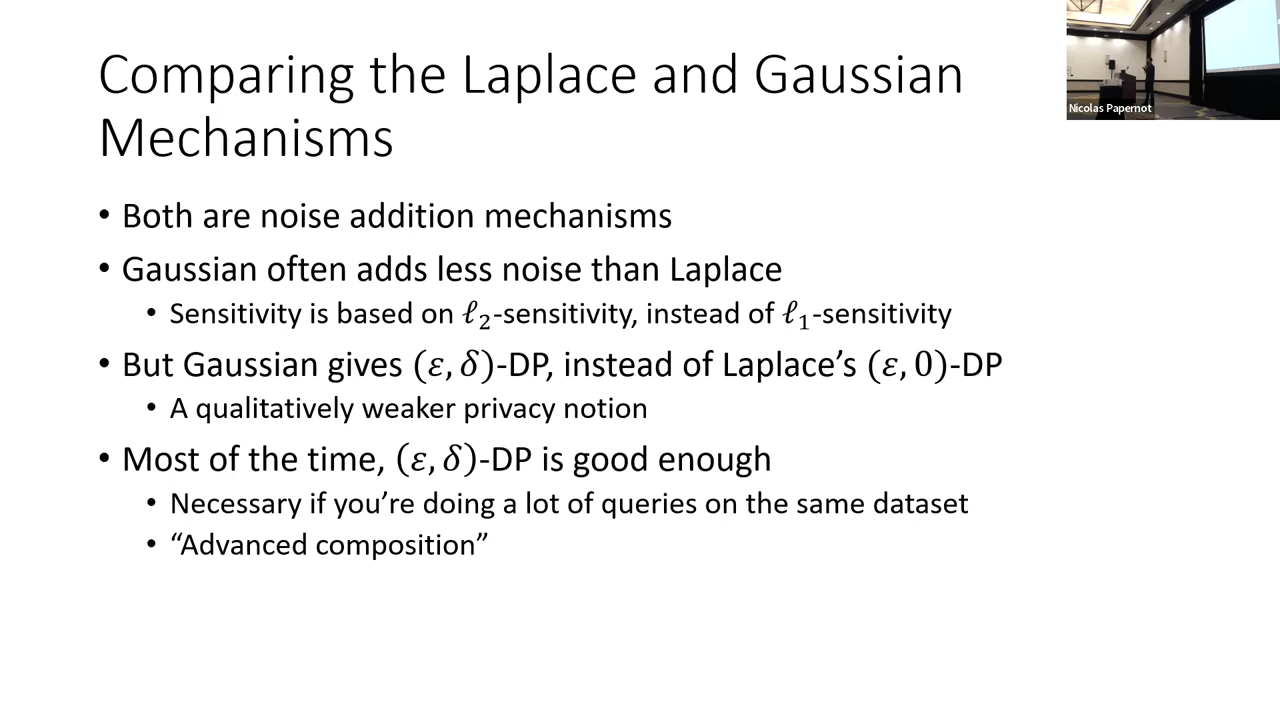 Comparing the Laplace and Gaussian
Mechanisms
Nicolas Papernot
• Both are noise addition mechanisms
• Gaussian often adds less noise than Laplace
• Sensitivity is based on ℓ₂-sensitivity, instead of ℓ₁-sensitivity
• But Gaussian gives (ε, δ)-DP, instead of Laplace’s (ε, 0)-DP
• A qualitatively weaker privacy notion
• Most of the time, (ε, δ)-DP is good enough
• Necessary if you’re doing a lot of queries on the same dataset
• “Advanced composition”